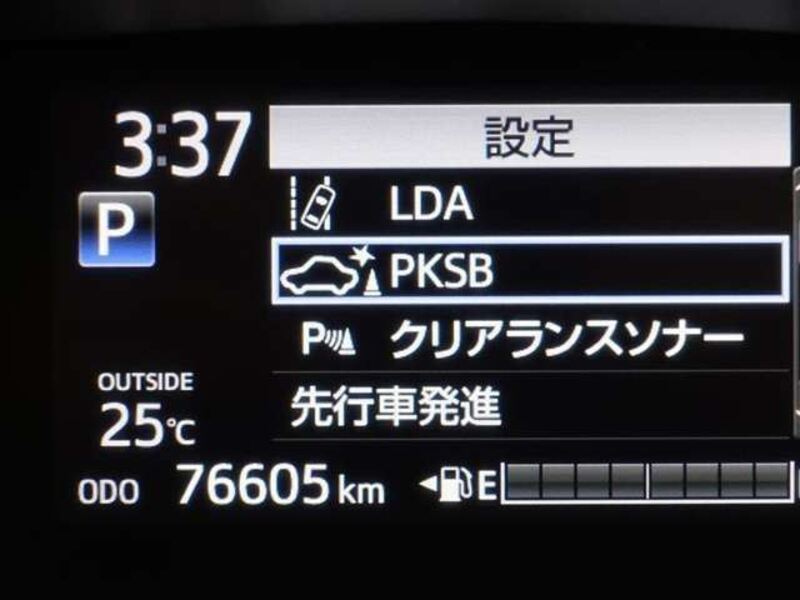 3:37
設定
LDA
P
PKSB
P クリアランスソナー
OUTSIDE
25℃
先行車発進
ODO 76605 km E